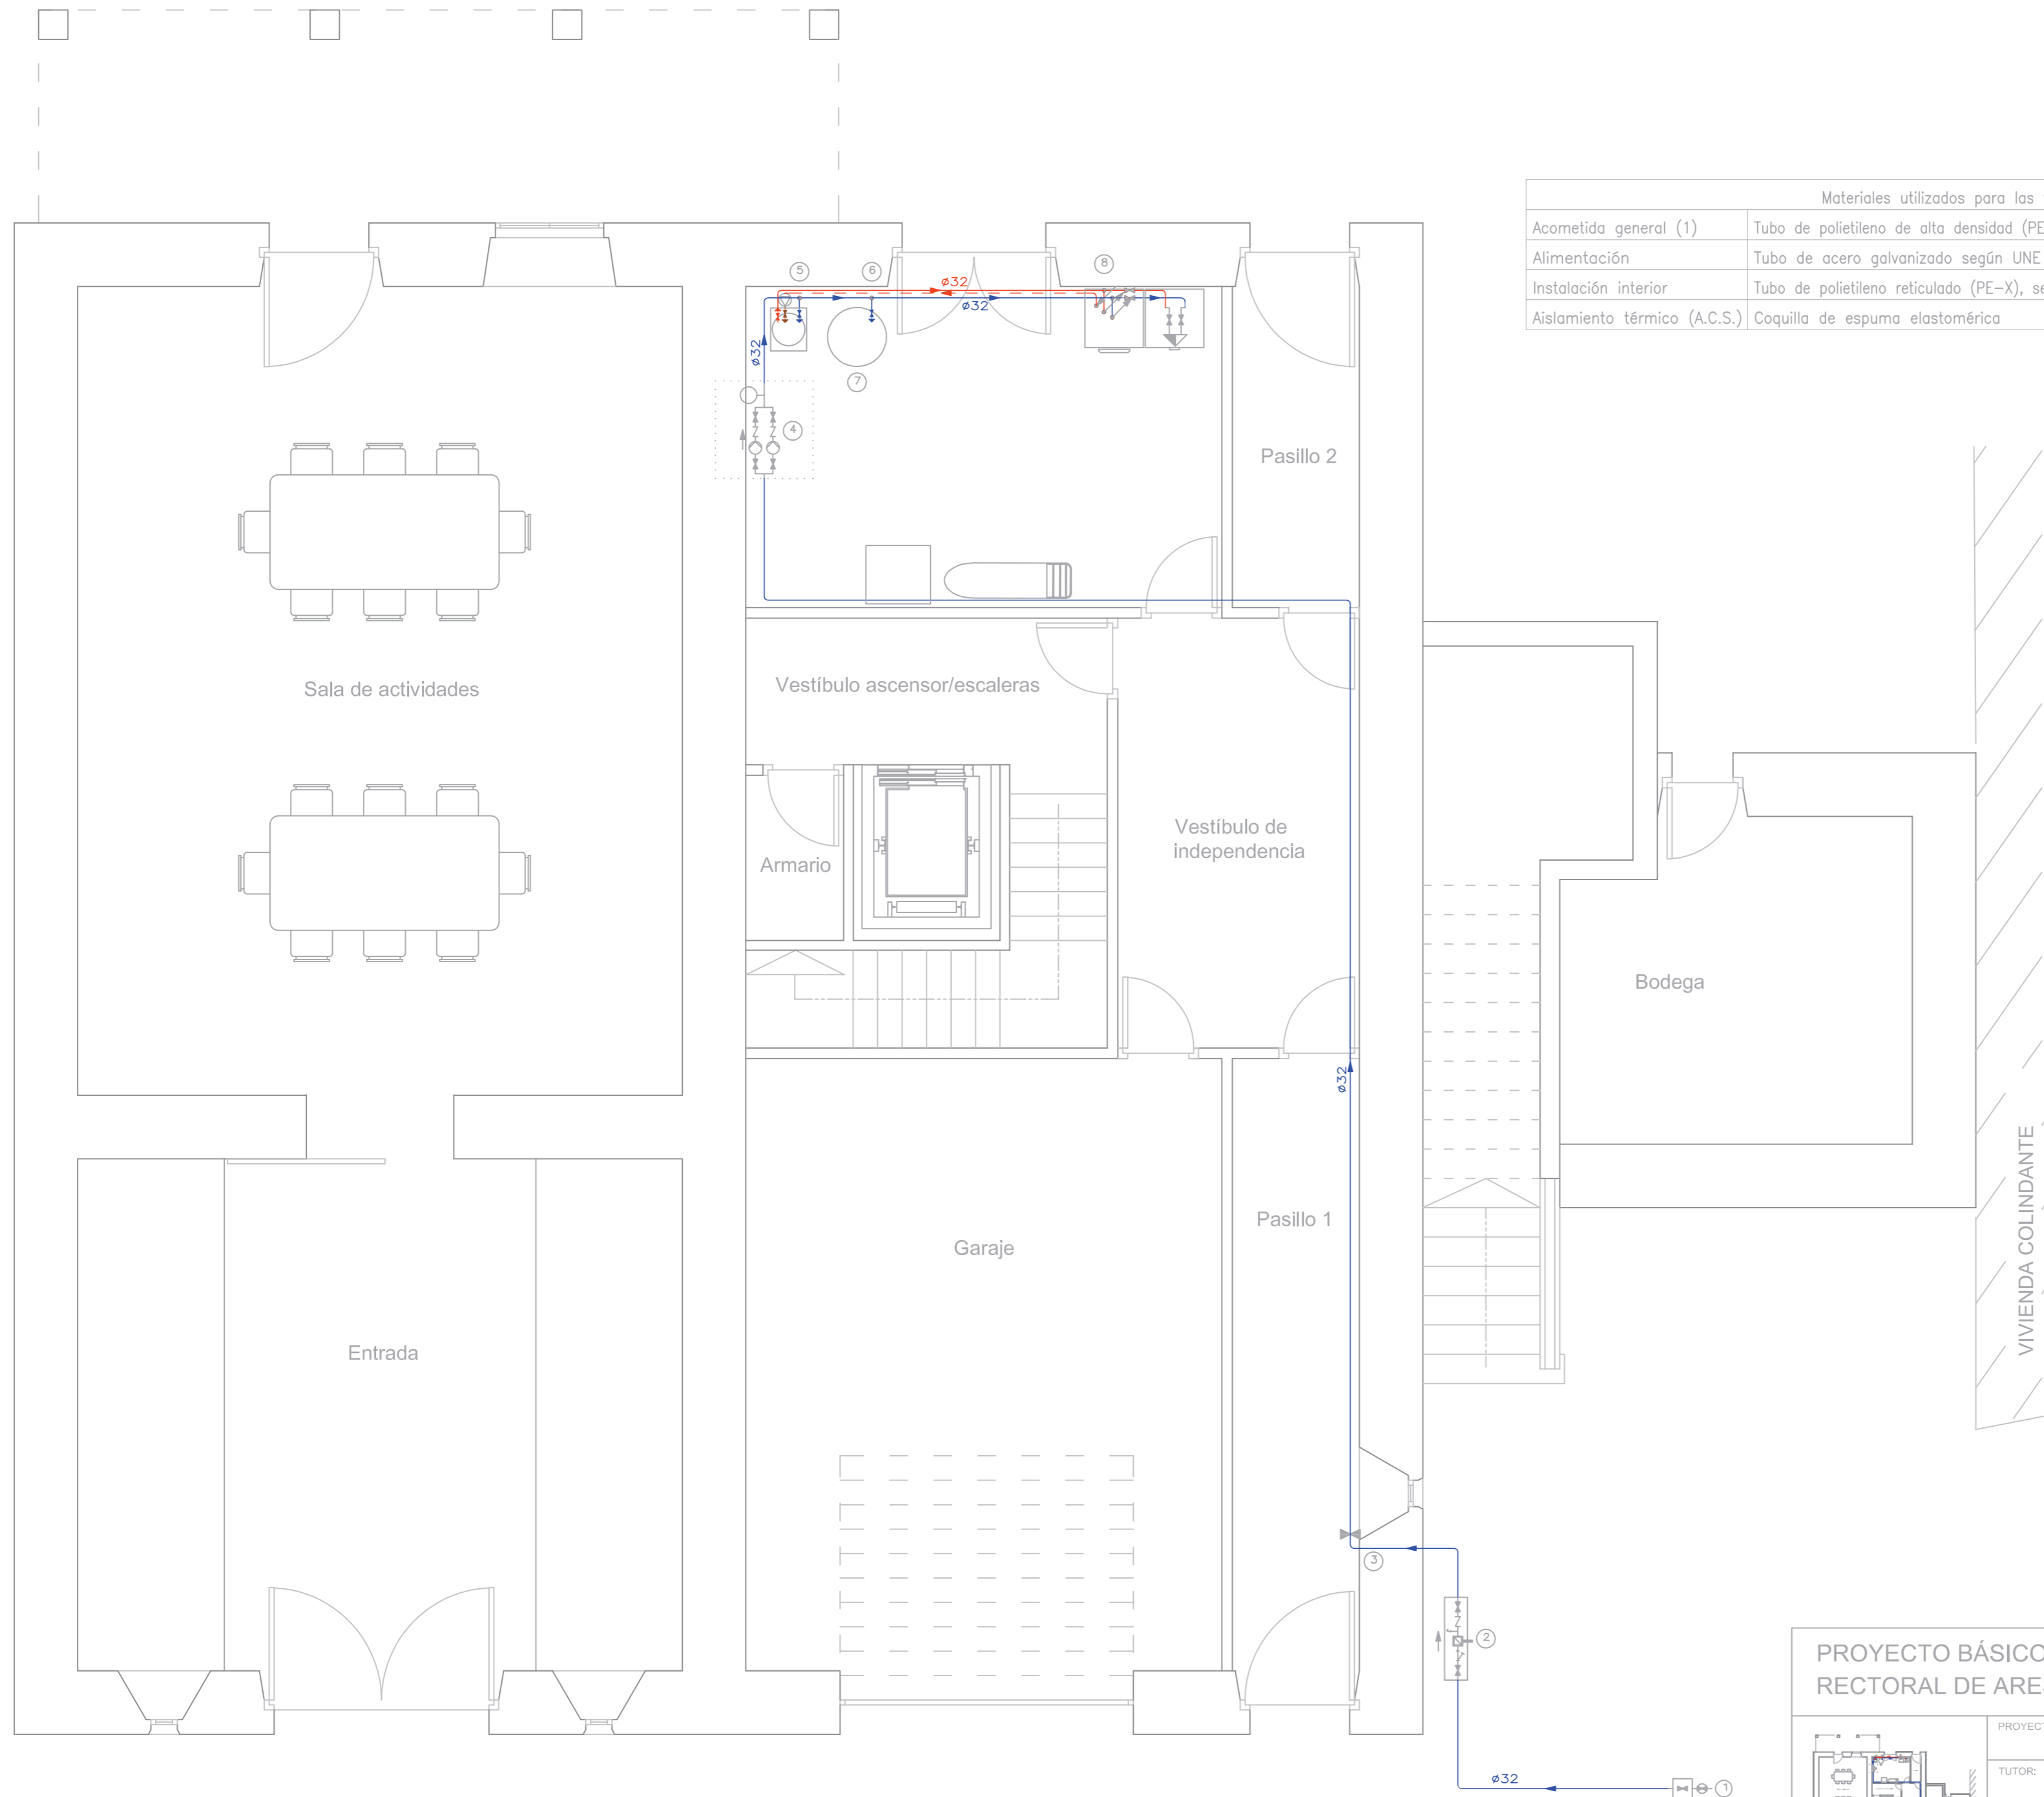 Materiales utilizados para las
Acometida general (1) Tubo de polietileno de alta densidad (PE
Alimentación Tubo de acero galvanizado según UNE
Instalación interior Tubo de polietileno reticulado (PE-X), se
Aislamiento térmico (A.C.S.) Coquilla de espuma elastomérica
5
6
8
ø32
ø32
ø32
7
4
Pasillo 2
Sala de actividades
Vestíbulo ascensor/escaleras
Vestíbulo de
independencia
Armario
Bodega
ø32
VIVIENDA COLINDANTE
Pasillo 1
Garaje
Entrada
3
2
ø32
1
PROYECTO BÁSICO
RECTORAL DE ARE
PROYECT
TUTOR: